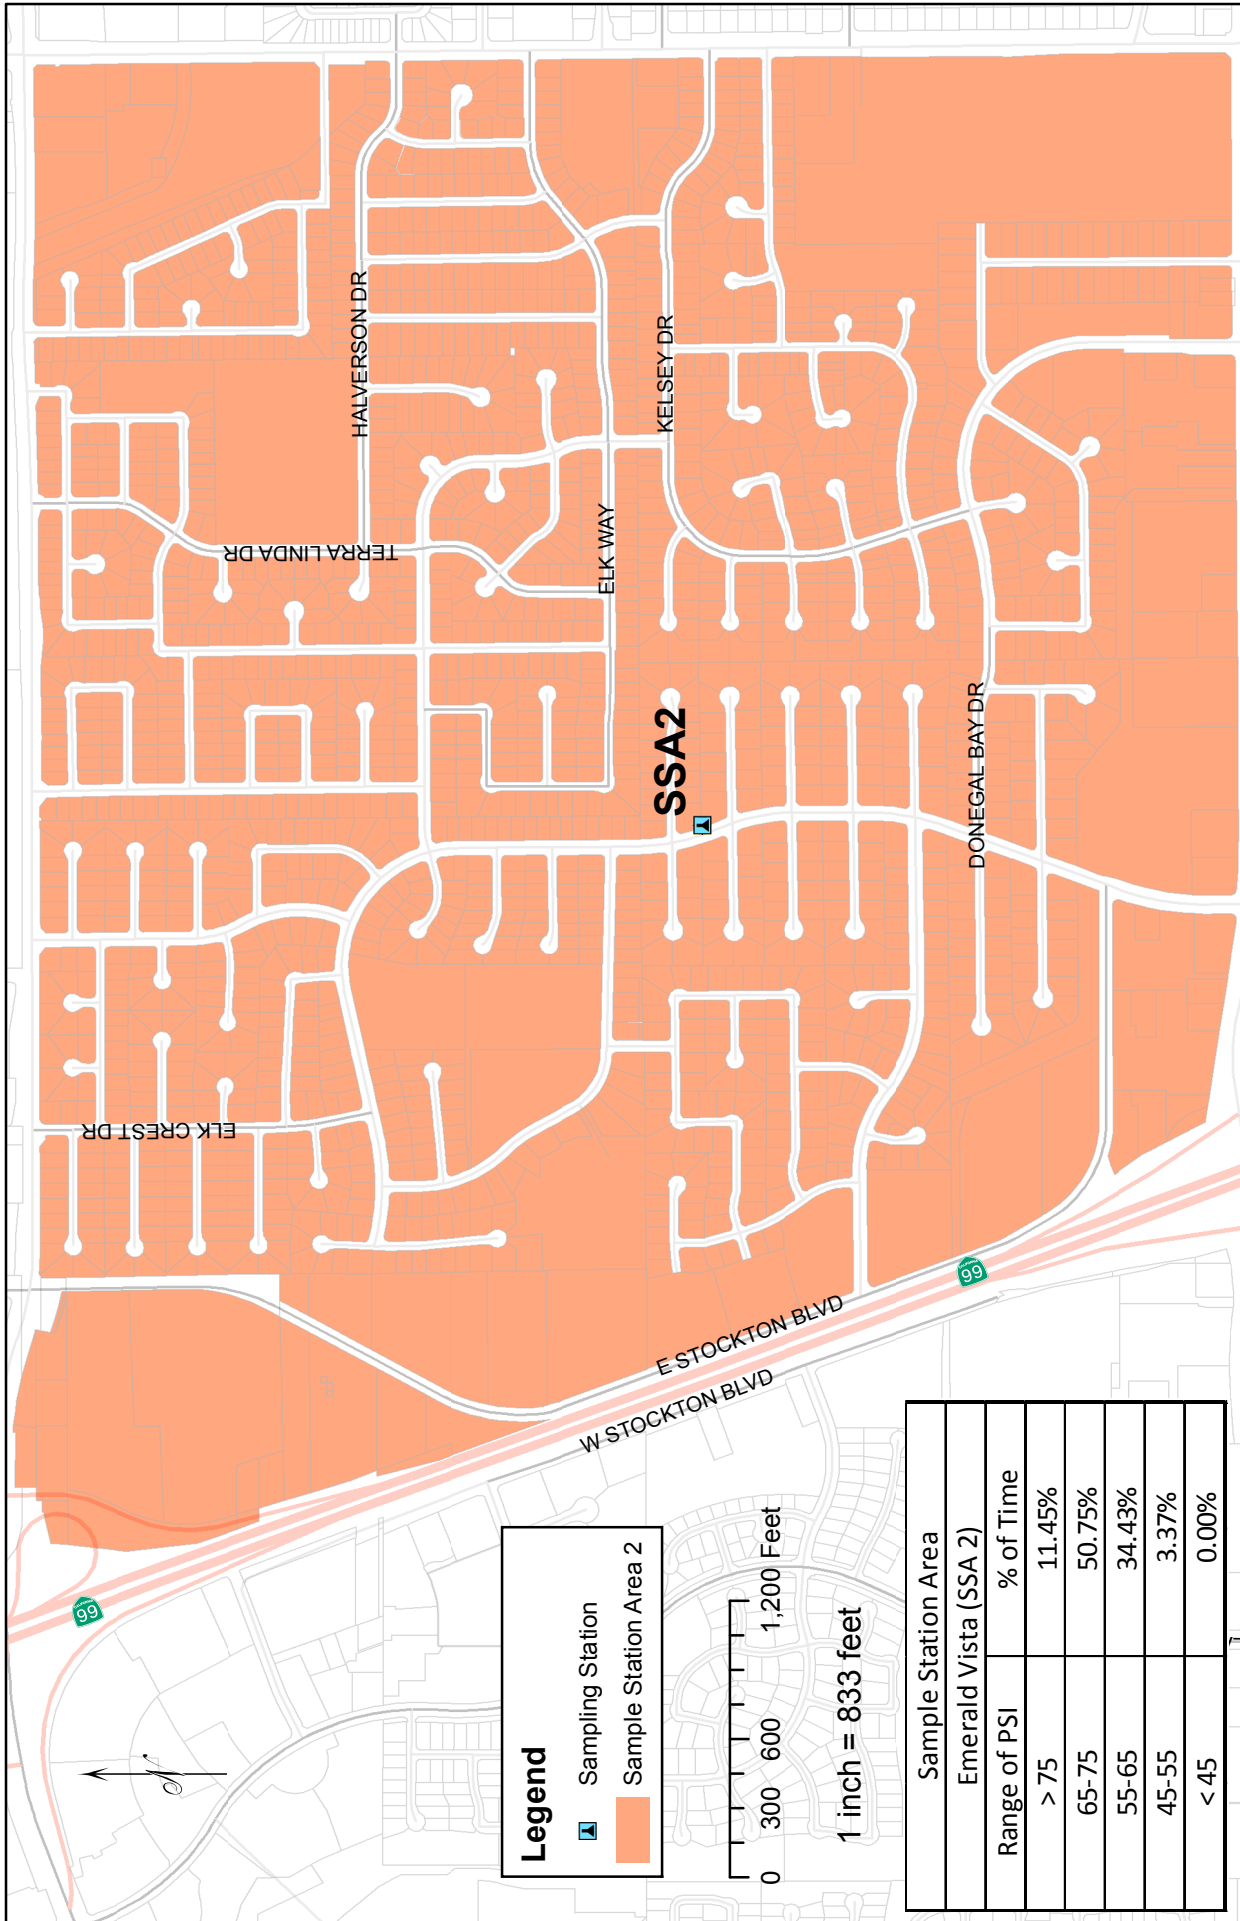 HALVERSON DR
KELSEY DR
TERRA LINDA DR
ELK WAY
SSA2
DONEGAL BAY DR
ELK CREST DR
E STOCKTON BLVD
W STOCKTON BLVD
99
99
N
Legend
Sampling Station
Sample Station Area 2
0 300 600 1,200 Feet
1 inch = 833 feet
Sample Station Area
Emerald Vista (SSA 2)
Range of PSI % of Time
> 75 11.45%
65-75 50.75%
55-65 34.43%
45-55 3.37%
< 45 0.00%